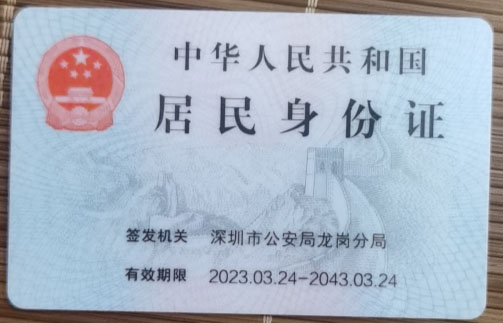 中华人民共和国
居民身份证
签发机关 深圳市公安局龙岗分局
有效期限 2023.03.24-2043.03.24